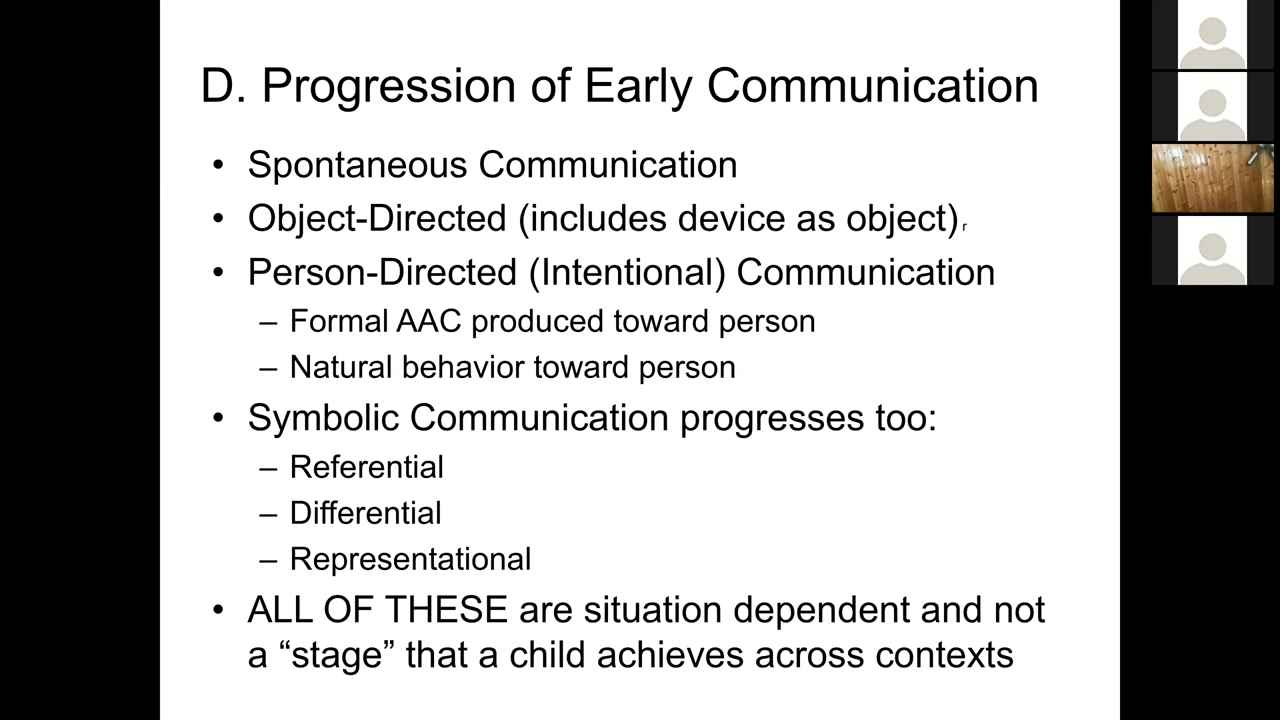 D. Progression of Early Communication
• Spontaneous Communication
• Object-Directed (includes device as object) r
• Person-Directed (Intentional) Communication
– Formal AAC produced toward person
– Natural behavior toward person
• Symbolic Communication progresses too:
– Referential
– Differential
– Representational
• ALL OF THESE are situation dependent and not
a “stage” that a child achieves across contexts